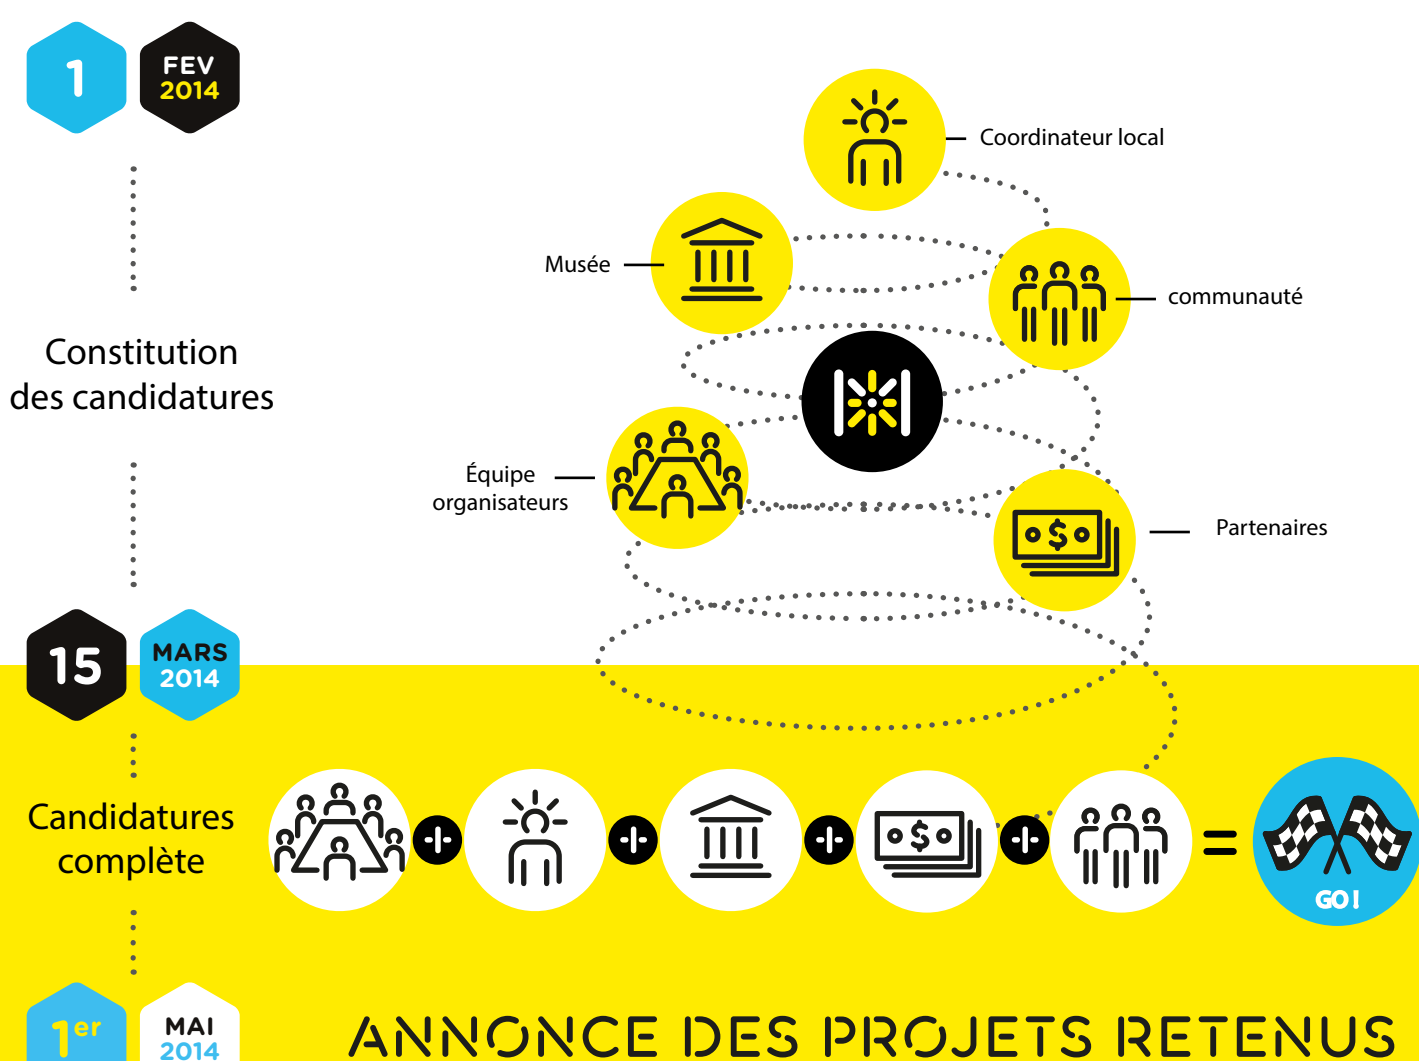 1
FEV
2014
Coordinateur local
Musée
communauté
Constitution
des candidatures
Équipe
organisateurs
Partenaires
15
MARS
2014
Candidatures
complète
GO!
1er
MAI
2014
ANNONCE DES PROJETS RETENUS